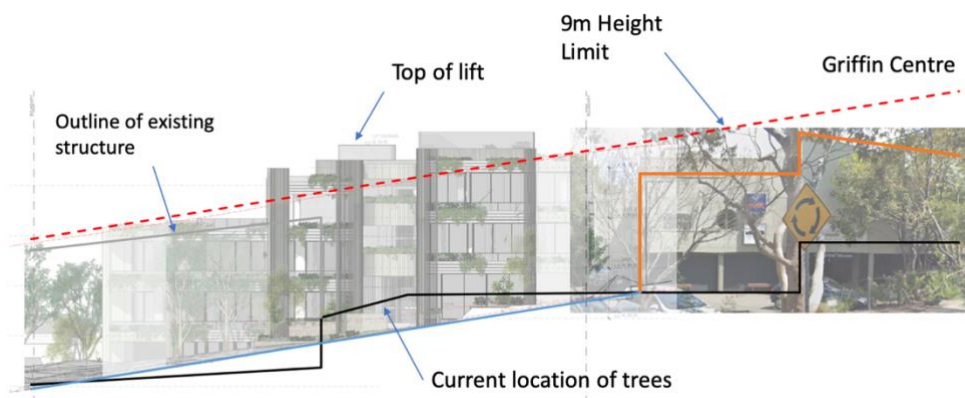 9m Height
Limit
Griffin Centre
Top of lift
Outline of existing
structure
Current location of trees